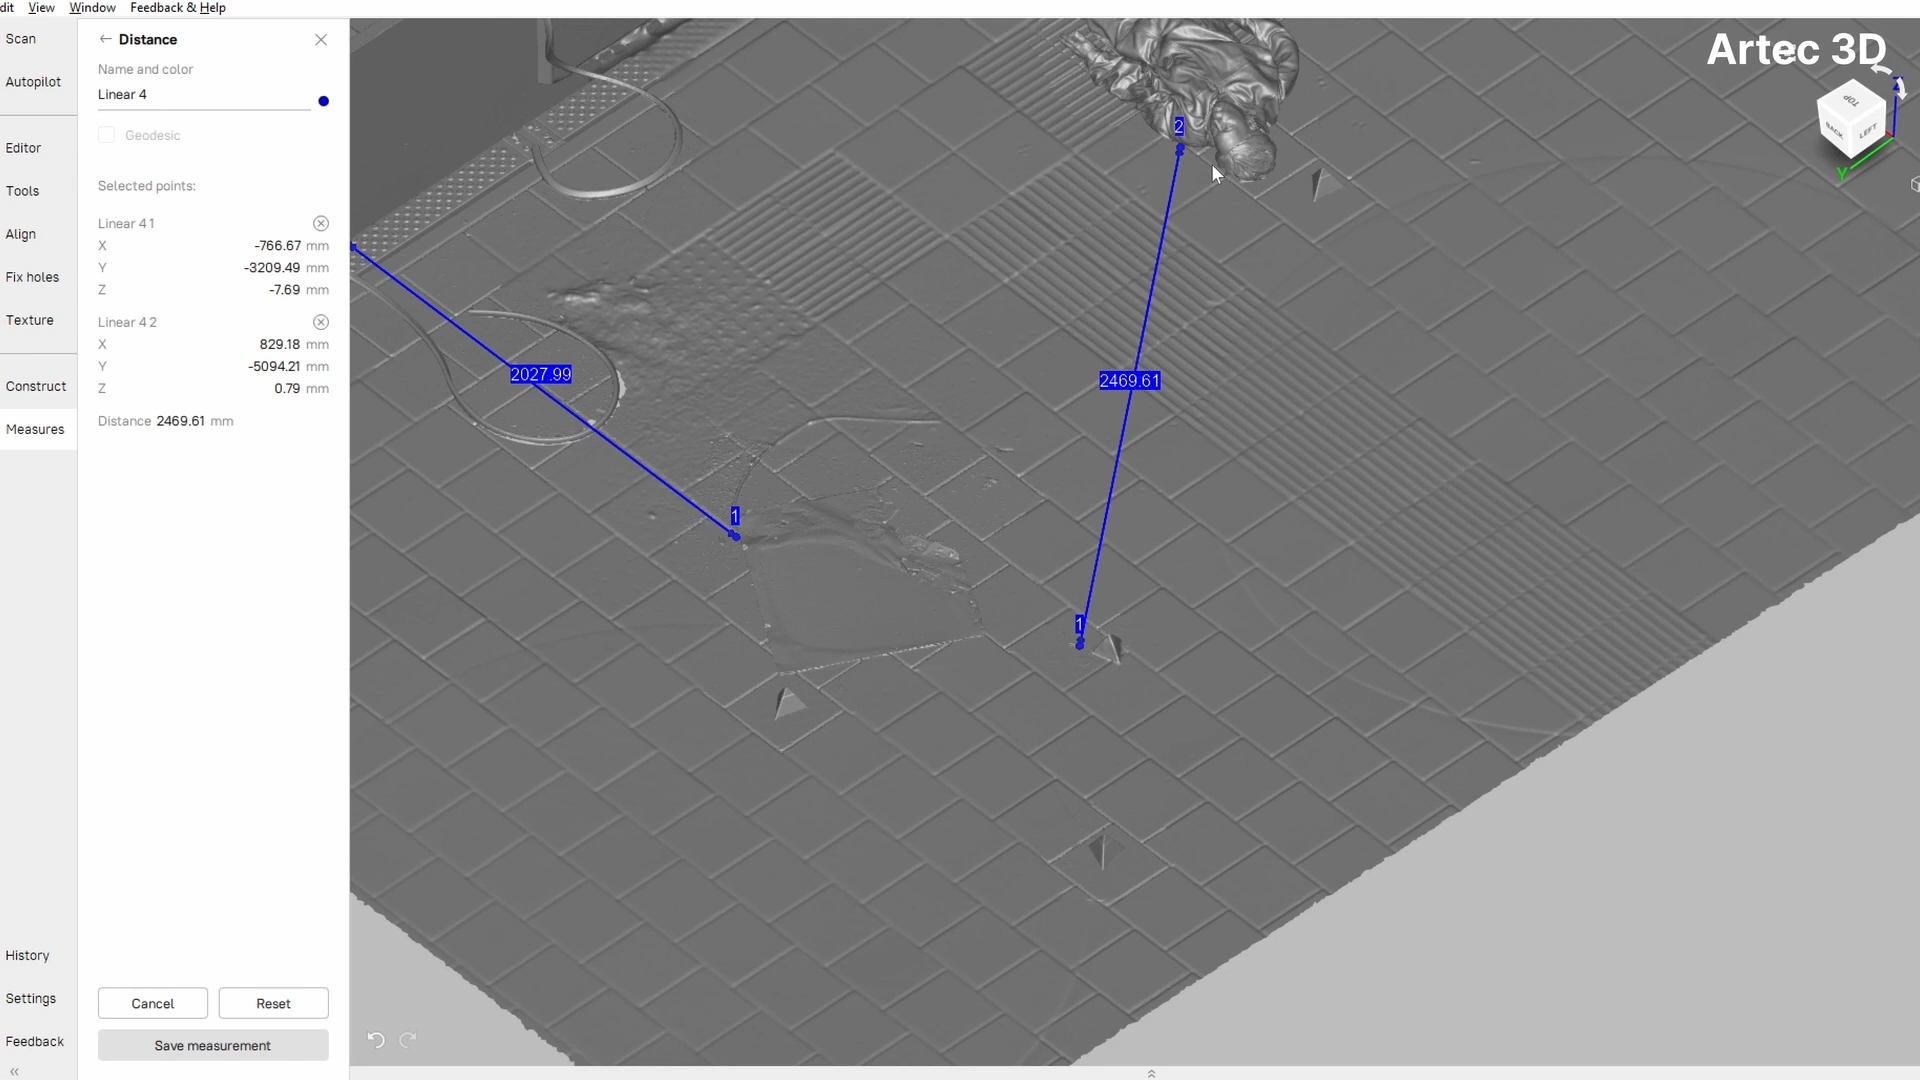 dit View Window Feedback & Help
Scan
Autopilot
Editor
Tools
Align
Fix holes
Texture
Construct
Measures
History
Settings
Feedback
Distance
Name and color
Linear 4
Geodesic
Selected points:
Linear 4 1
X -766.67 mm
Y -3209.49 mm
Z -7.69 mm
Linear 4 2
X 829.18 mm
Y -5094.21 mm
Z 0.79 mm
Distance 2469.61 mm
Cancel Reset
Save measurement
Artec 3D
TOP
BACK LEFT
Y
2
2027.99
2469.61
1
1